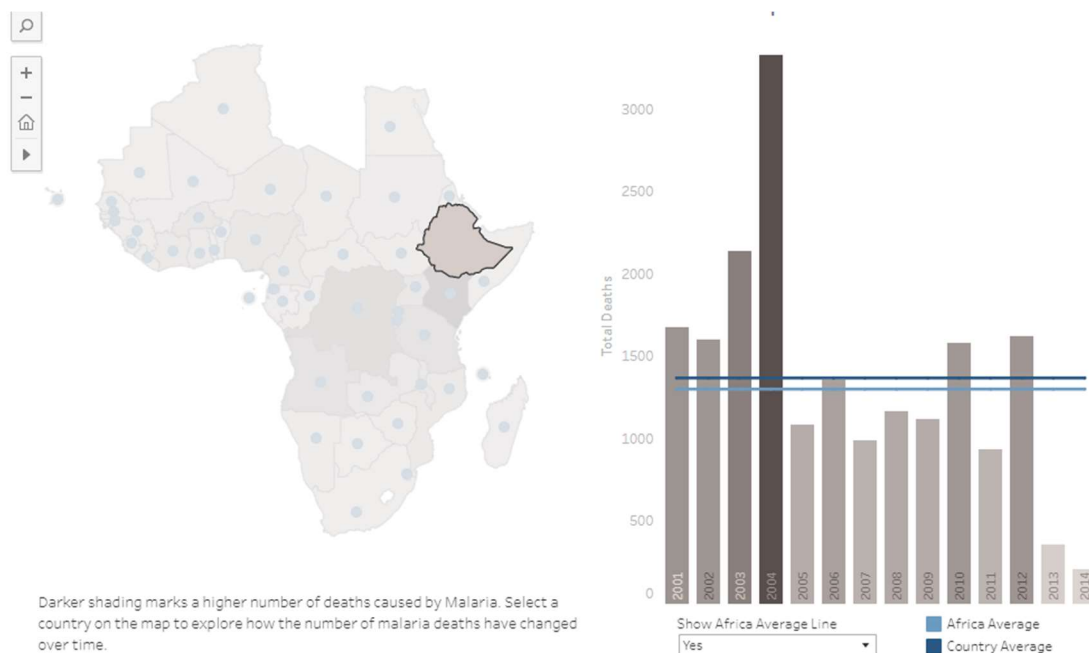 3000
2500
2000
1500
1000
500
0
Total Deaths
2001
2002
2003
2004
2005
2006
2007
2008
2009
2010
2011
2012
2013
2014
Darker shading marks a higher number of deaths caused by Malaria. Select a
country on the map to explore how the number of malaria deaths have changed
over time.
Show Africa Average Line
Yes
Africa Average
Country Average